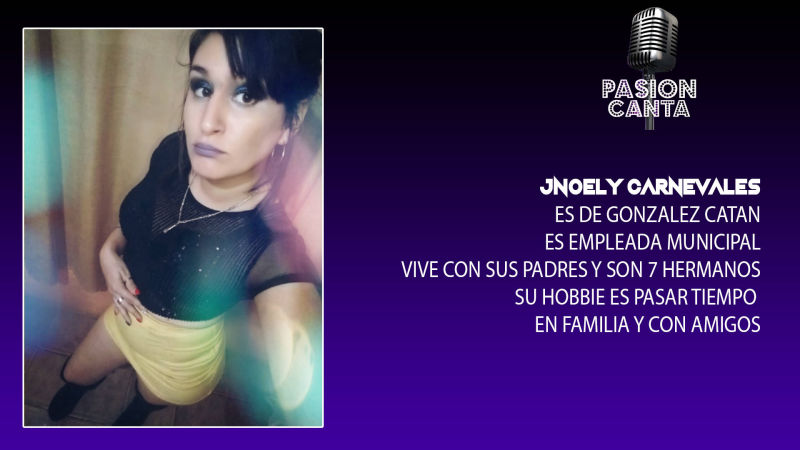 PASION
CANTA
JNOELY CARNEVALES
ES DE GONZALEZ CATAN
ES EMPLEADA MUNICIPAL
VIVE CON SUS PADRES Y SON 7 HERMANOS
SU HOBBIE ES PASAR TIEMPO
EN FAMILIA Y CON AMIGOS